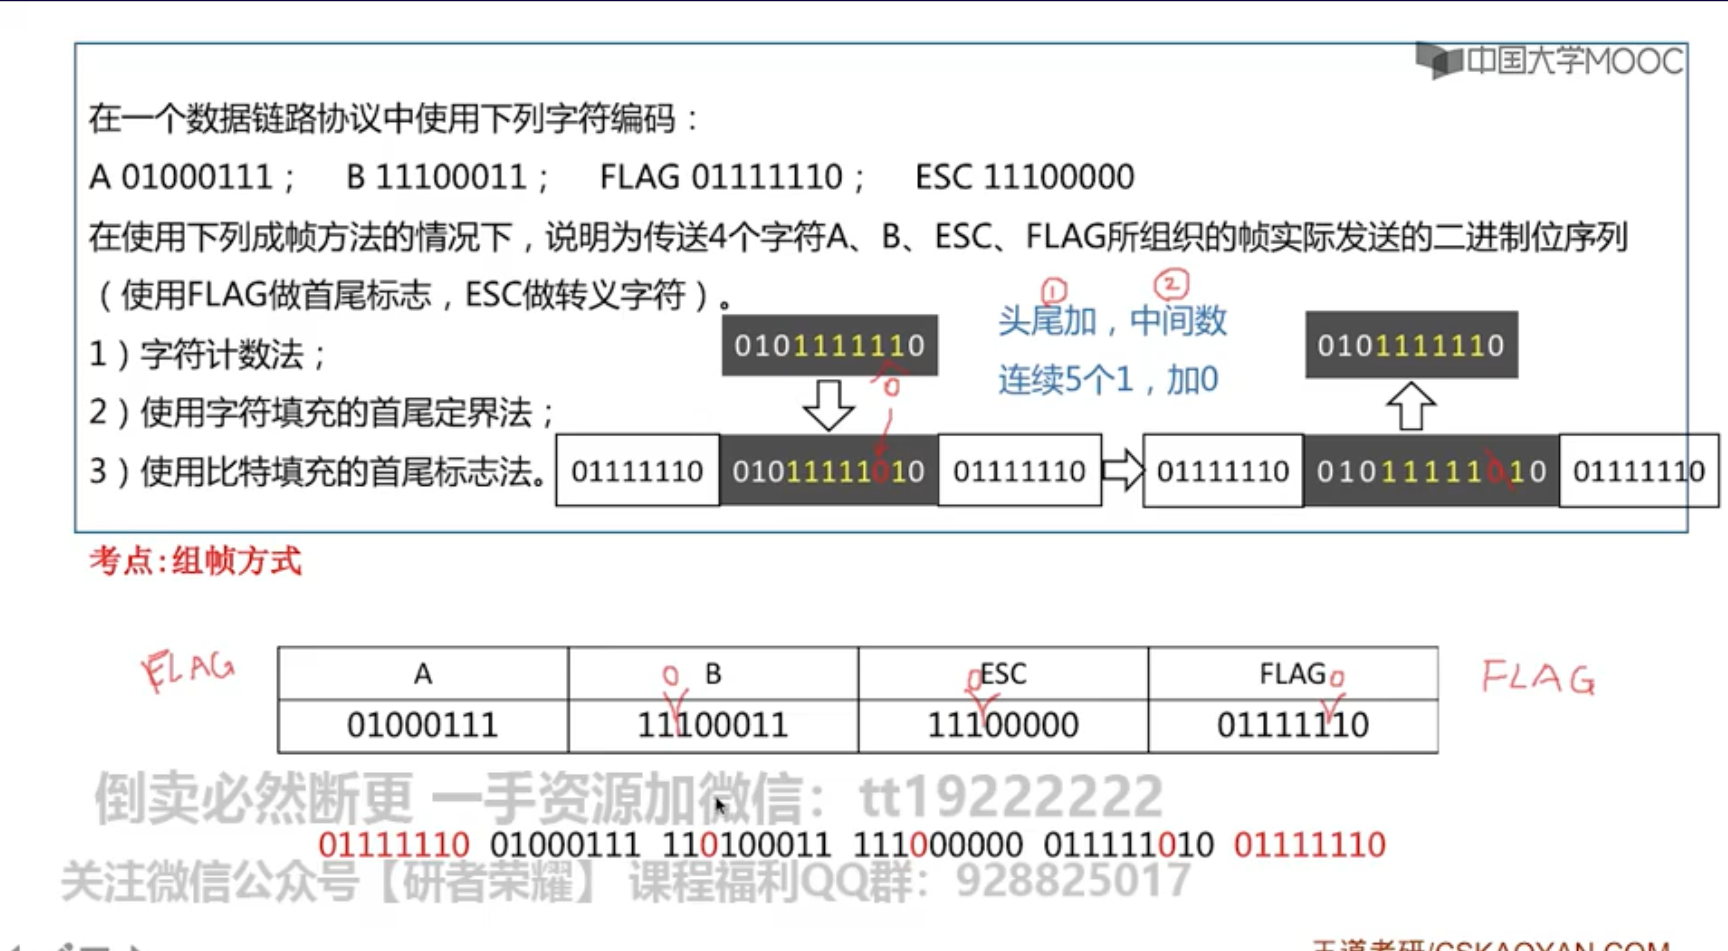 中国大学MOOC
在一个数据链路协议中使用下列字符编码：
A 01000111； B 11100011； FLAG 01111110； ESC 11100000
在使用下列成帧方法的情况下，说明为传送4个字符A、B、ESC、FLAG所组织的帧实际发送的二进制位序列
（使用FLAG做首尾标志，ESC做转义字符）。
1）字符计数法；
2）使用字符填充的首尾定界法；
3）使用比特填充的首尾标志法。
① ②
头尾加，中间数
连续5个1，加0
01011111110 0101111110
0
01111110 01011111010 01111110 01111110 010111111010 01111110
考点:组帧方式
FLAG A 0 B 0 ESC FLAG 0 FLAG
01000111 11100011 11100000 01111110
倒卖必然断更 一手资源加微信：tt19222222
01111110 01000111 110100011 111000000 011111010 01111110
关注微信公众号【研者荣耀】 课程福利QQ群：928825017
王道考研/CSKAOYAN.COM